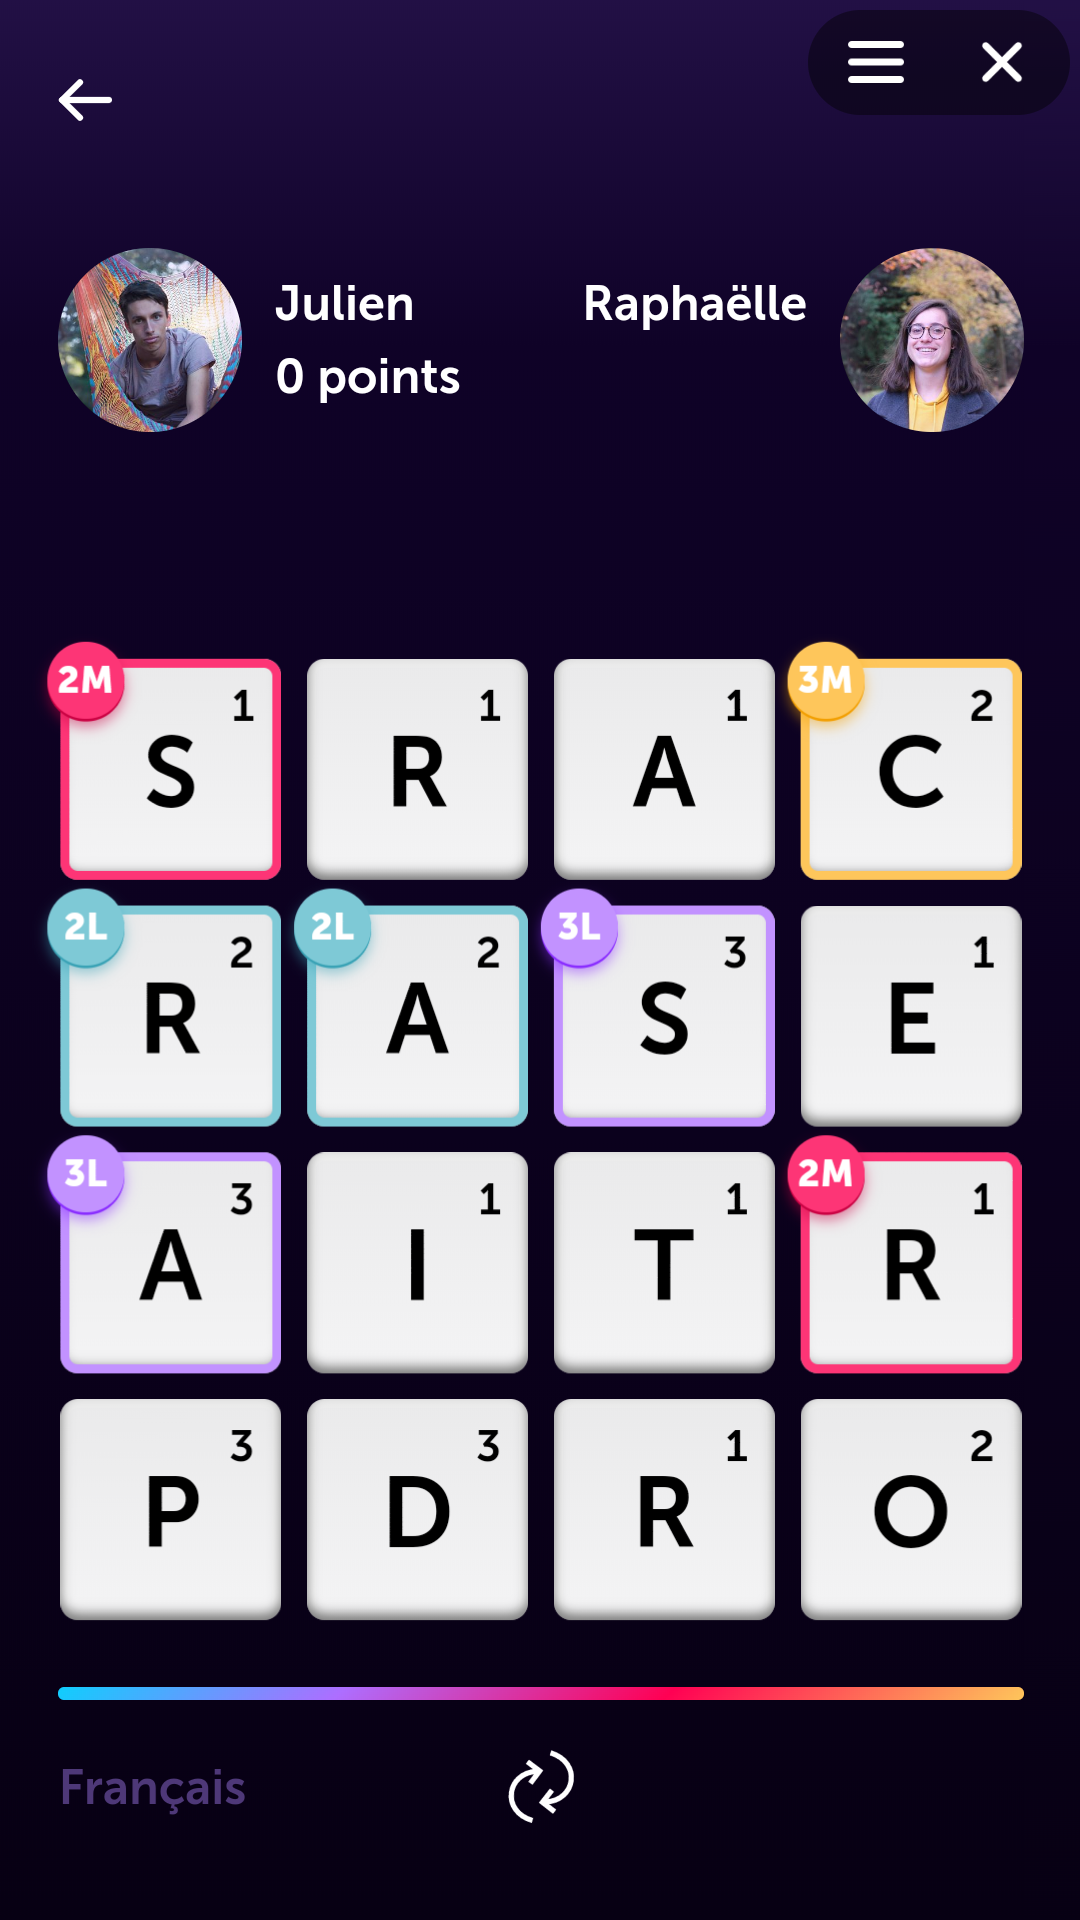 Julien
Raphaëlle
0 points
2M 1 S
1 R
1 A
3M 2 C
2L 2 R
2L 2 A
3L 3 S
1 E
3L 3 A
1 I
1 T
2M 1 R
3 P
3 D
1 R
2 O
Français